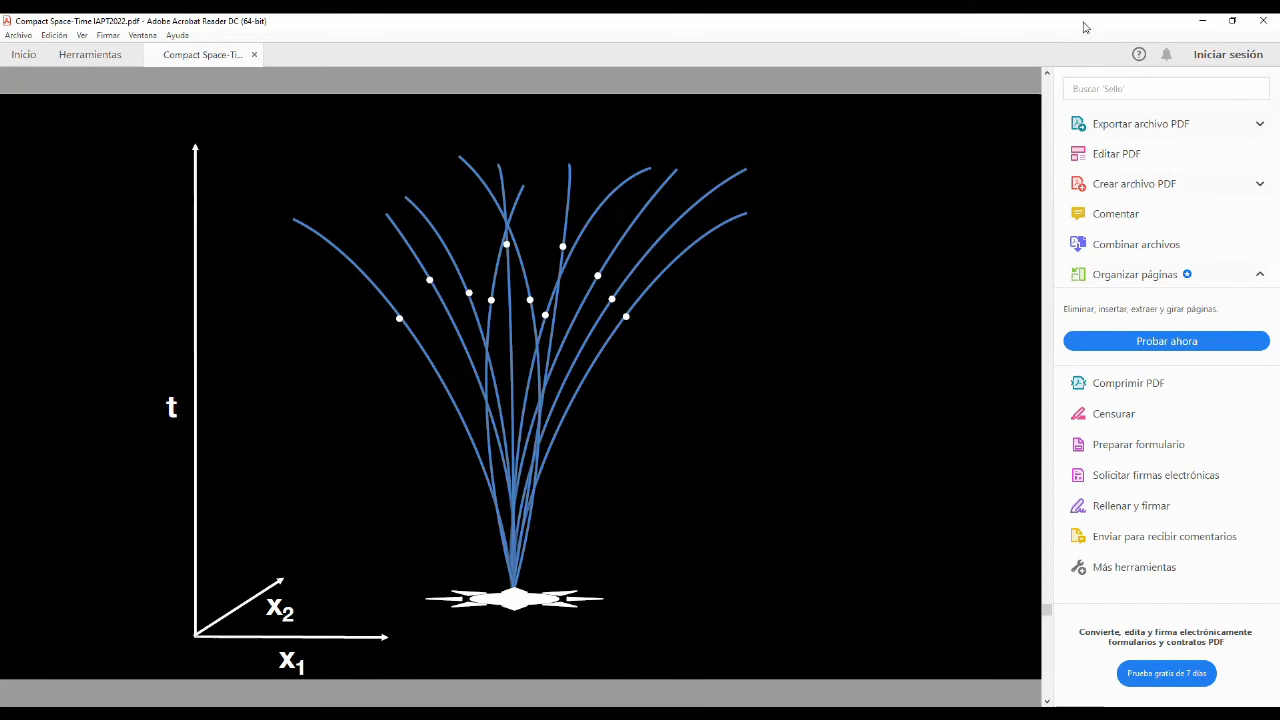 Compact Space-Time IAPT2022.pdf - Adobe Acrobat Reader DC (64-bit)
Archivo Edición Ver Firmar Ventana Ayuda
Inicio Herramientas Compact Space-Ti... Iniciar sesión
Buscar 'Sello'
Exportar archivo PDF
Editar PDF
Crear archivo PDF
Comentar
Combinar archivos
Organizar páginas
Eliminar, insertar, extraer y girar páginas.
Probar ahora
Comprimir PDF
Censurar
Preparar formulario
Solicitar firmas electrónicas
Rellenar y firmar
Enviar para recibir comentarios
Más herramientas
Convierte, edita y firma electrónicamente
formularios y contratos PDF
Prueba gratis de 7 días
t
x₂
x₁